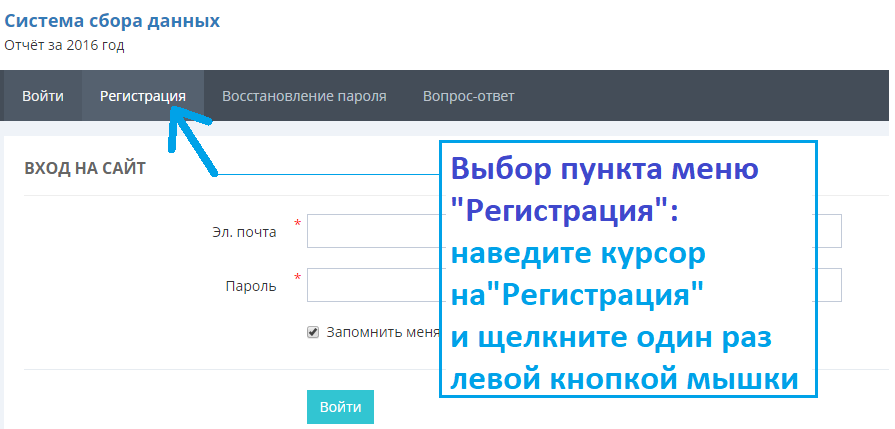 Система сбора данных
Отчёт за 2016 год
Войти Регистрация Восстановление пароля Вопрос-ответ
ВХОД НА САЙТ
Выбор пункта меню
"Регистрация":
наведите курсор
на"Регистрация"
и щелкните один раз
левой кнопкой мышки
Эл. почта *
Пароль *
Запомнить меня
Войти